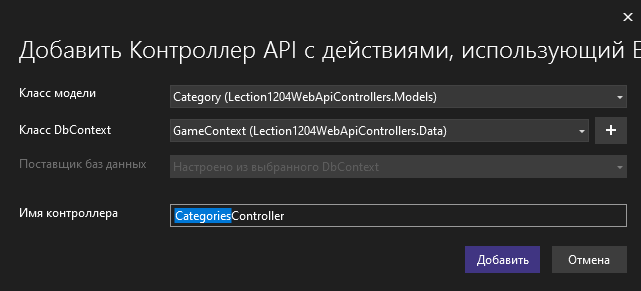 Добавить Контроллер API с действиями, использующий E
Класс модели
Category (Lection1204WebApiControllers.Models)
Класс DbContext
GameContext (Lection1204WebApiControllers.Data)
Поставщик баз данных
Настроено из выбранного DbContext
Имя контроллера
CategoriesController
Добавить
Отмена